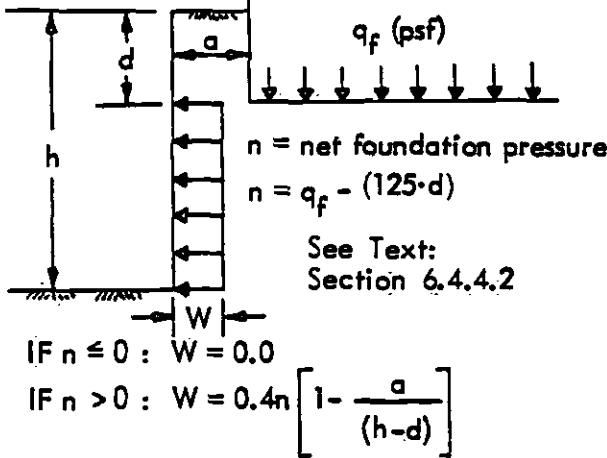 q_f (psf)
a
d
h
n = net foundation pressure
n = q_f - (125·d)
See Text:
Section 6.4.4.2
W
IF n ≤ 0 : W = 0.0
IF n > 0 : W = 0.4n [1 - a/(h-d)]